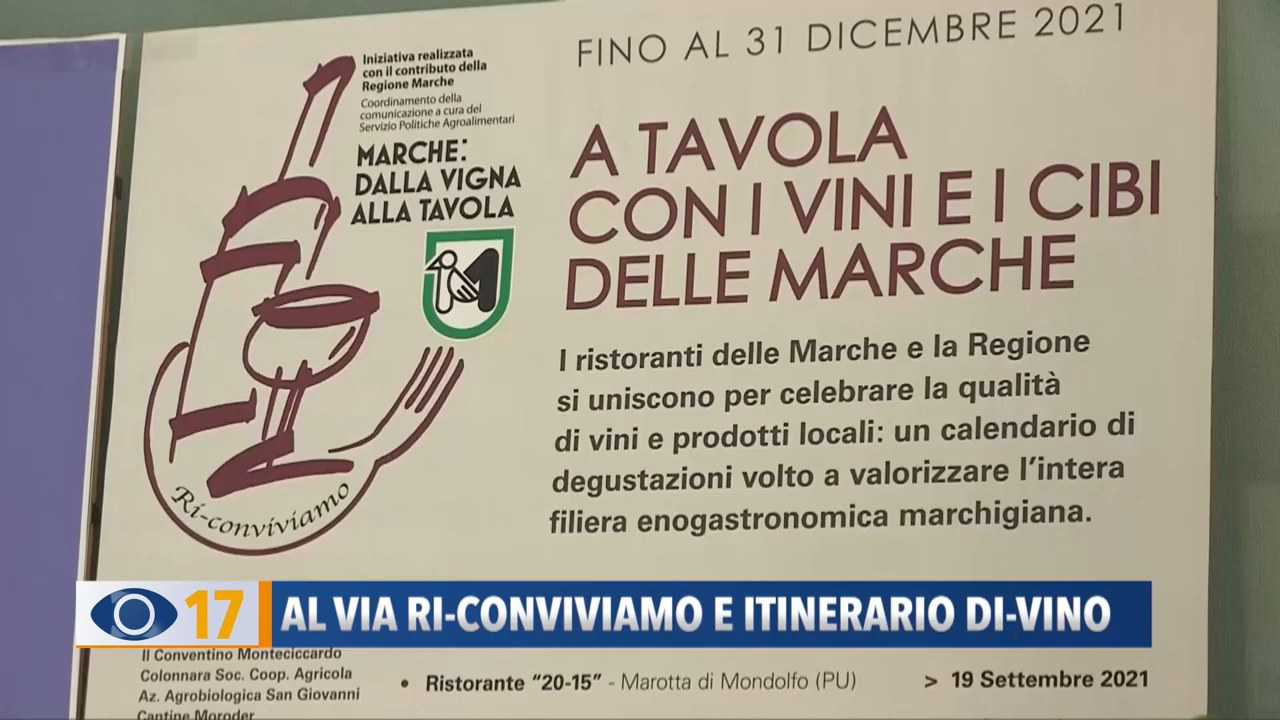 Iniziativa realizzata
con il contributo della
Regione Marche
Coordinamento della
comunicazione a cura del
Servizio Politiche Agroalimentari
MARCHE:
DALLA VIGNA
ALLA TAVOLA
Ri-conviviamo
FINO AL 31 DICEMBRE 2021
A TAVOLA
CON I VINI E I CIBI
DELLE MARCHE
I ristoranti delle Marche e la Regione
si uniscono per celebrare la qualità
di vini e prodotti locali: un calendario di
degustazioni volto a valorizzare l'intera
filiera enogastronomica marchigiana.
17
AL VIA RI-CONVIVIAMO E ITINERARIO DI-VINO
Il Conventino Monteciccardo
Colonnara Soc. Coop. Agricola
Az. Agrobiologica San Giovanni
Cantine Moroder
• Ristorante "20-15" - Marotta di Mondolfo (PU) > 19 Settembre 2021